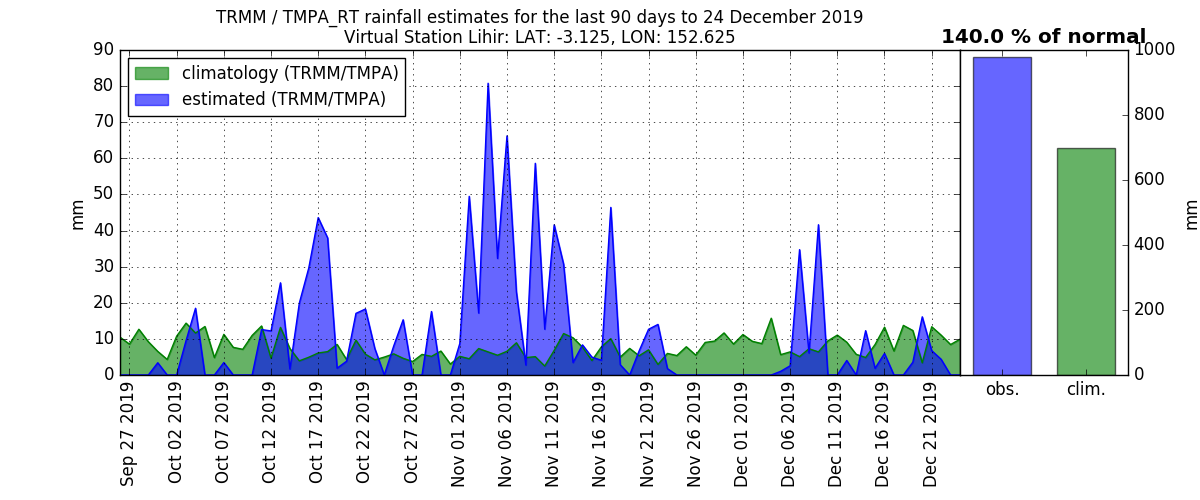 TRMM / TMPA_RT rainfall estimates for the last 90 days to 24 December 2019
Virtual Station Lihir: LAT: -3.125, LON: 152.625
140.0 % of normal
climatology (TRMM/TMPA)
estimated (TRMM/TMPA)
mm
90
80
70
60
50
40
30
20
10
0
Sep 27 2019
Oct 02 2019
Oct 07 2019
Oct 12 2019
Oct 17 2019
Oct 22 2019
Oct 27 2019
Nov 01 2019
Nov 06 2019
Nov 11 2019
Nov 16 2019
Nov 21 2019
Nov 26 2019
Dec 01 2019
Dec 06 2019
Dec 11 2019
Dec 16 2019
Dec 21 2019
obs.
clim.
1000
800
600
400
200
0
mm